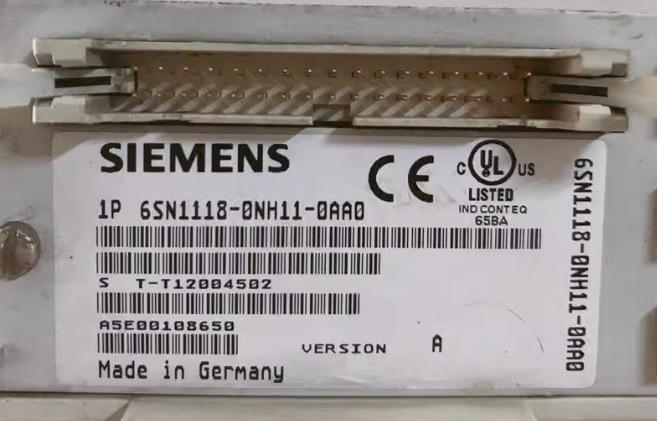 SIEMENS
CE
C UL US
LISTED
IND CONT EQ
65BA
1P 6SN1118-0NH11-0AA0
S T-T12004502
A5E00108650
VERSION A
Made in Germany
6SN1118-0NH11-0AA0